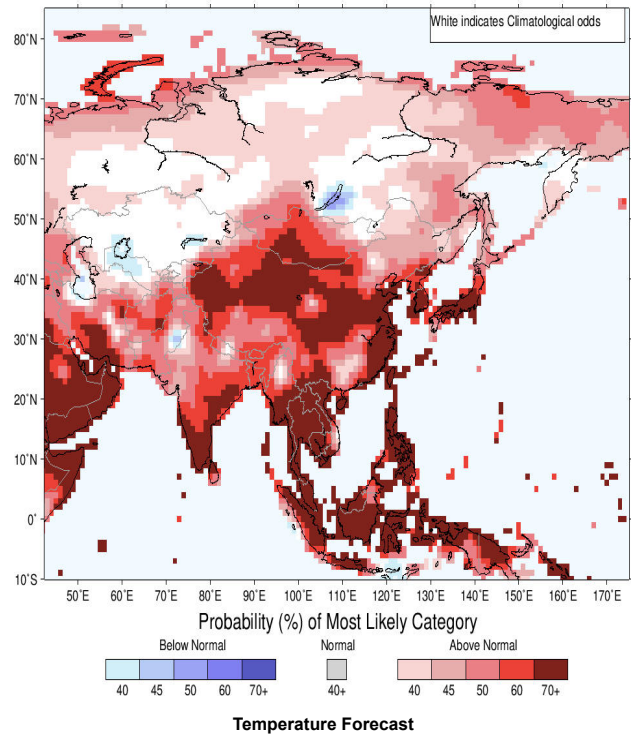 White indicates Climatological odds
80°N
70°N
60°N
50°N
40°N
30°N
20°N
10°N
0°
10°S
50°E 60°E 70°E 80°E 90°E 100°E 110°E 120°E 130°E 140°E 150°E 160°E 170°E
Probability (%) of Most Likely Category
Below Normal Normal Above Normal
40 45 50 60 70+ 40+ 40 45 50 60 70+
Temperature Forecast